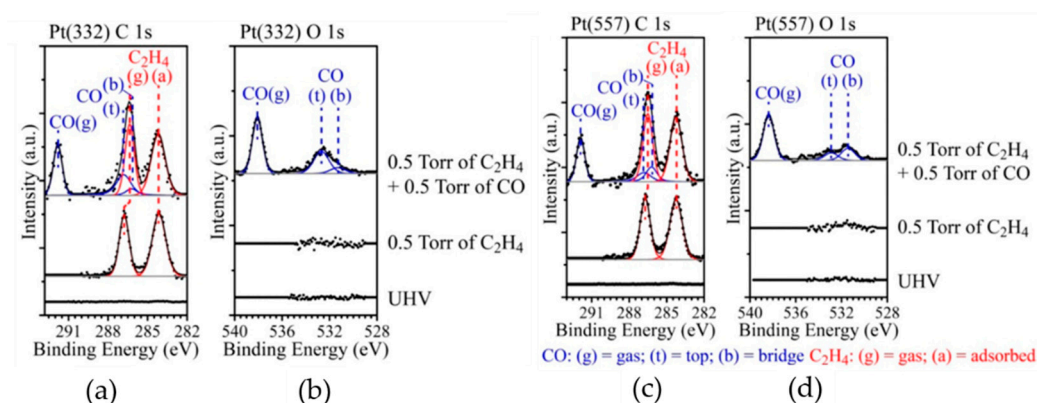 Pt(332) C 1s
C₂H₄
(b) (g) (a)
CO
(t)
CO(g)
Intensity (a.u.)
291 288 285 282
Binding Energy (eV)
(a)
Pt(332) O 1s
CO(g)
CO
(t) (b)
Intensity (a.u.)
540 536 532 528
Binding Energy (eV)
(b)
0.5 Torr of C₂H₄
+ 0.5 Torr of CO
0.5 Torr of C₂H₄
UHV
Pt(557) C 1s
C₂H₄
(b) (g) (a)
CO
(t)
CO(g)
Intensity (a.u.)
291 288 285 282
Binding Energy (eV)
(c)
Pt(557) O 1s
CO(g)
CO
(t) (b)
Intensity (a.u.)
540 536 532 528
Binding Energy (eV)
(d)
0.5 Torr of C₂H₄
+ 0.5 Torr of CO
0.5 Torr of C₂H₄
UHV
CO: (g) = gas; (t) = top; (b) = bridge C₂H₄: (g) = gas; (a) = adsorbed